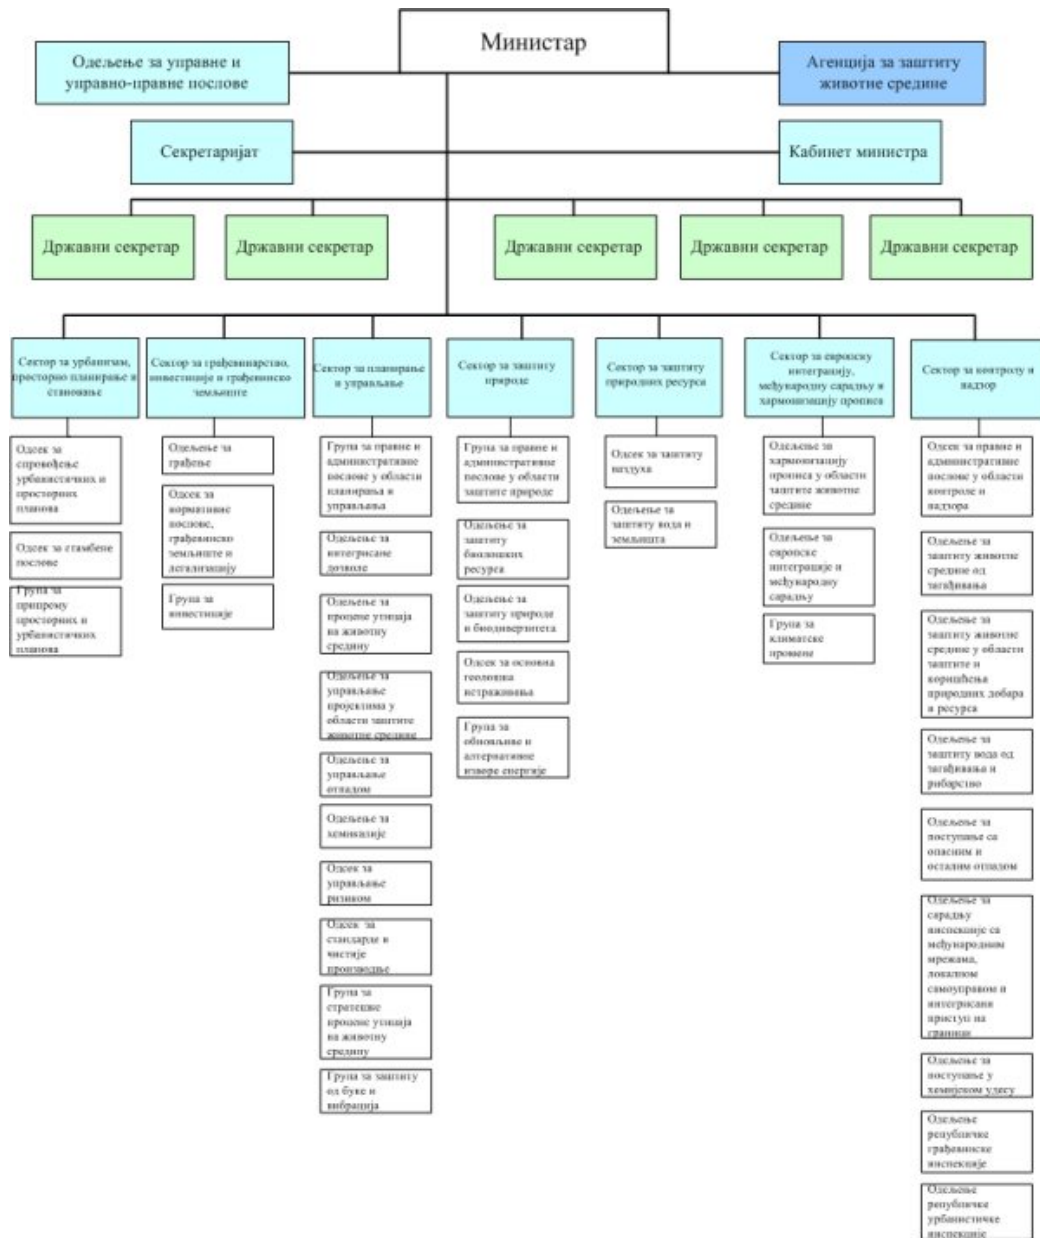 Министар
Одељење за управне и
управно-правне послове
Агенција за заштиту
животне средине
Секретаријат
Кабинет министра
Државни секретар
Државни секретар
Државни секретар
Државни секретар
Државни секретар
Сектор за урбанизам,
просторно планирање и
становање
Одсек за
спровођење
урбанистичких и
просторних
планова
Одсек за стамбене
послове
Група за
припрему
просторних и
урбанистичких
планова
Сектор за грађевинарство,
инвестиције и грађевинско
земљиште
Одељење за
грађење
Одсек за
нормативне
послове,
грађевинско
земљиште и
легализацију
Група за
инвестиције
Сектор за планирање
и управљање
Група за правне и
административне
послове у области
планирања и
управљања
Одељење за
интегрисане
дозволе
Одељење за
процене утицаја
на животну
средину
Одељење за
управљање
пројектима у
области заштите
животне средине
Одељење за
управљање
отпадом
Одељење за
хемикалије
Одсек за
управљање
ризиком
Одсек за
стандарде и
чистије
производње
Група за
стратешке
процене утицаја
на животну
средину
Група за заштиту
од буке и
вибрација
Сектор за заштиту
природе
Група за правне и
административне
послове у области
заштите природе
Одељење за
заштиту
биолошких
ресурса
Одељење за
заштиту природе
и биодиверзитета
Одсек за основна
геолошка
истраживања
Група за
обновљиве и
алтернативне
изворе енергије
Сектор за заштиту
природних ресурса
Одсек за заштиту
ваздуха
Одељење за
заштиту вода и
земљишта
Сектор за европску
интеграцију,
међународну сарадњу и
хармонизацију прописа
Одељење за
хармонизацију
прописа у области
заштите животне
средине
Одељење за
европске
интеграције и
међународну
сарадњу
Група за
климатске
промене
Сектор за контролу и
надзор
Одсек за правне и
административне
послове у области
контроле и
надзора
Одељење за
заштиту животне
средине од
загађивања
Одељење за
заштиту животне
средине у области
заштите и
коришћења
природних добара
и ресурса
Одељење за
заштиту вода од
загађивања и
рибарство
Одељење за
поступање са
опасним и
осталим отпадом
Одељење за
сарадњу
инспекције са
међународним
мрежама,
локалном
самоуправом и
интегрисани
приступ на
граници
Одељење за
поступање у
хемијском удесу
Одељење
републичке
грађевинске
инспекције
Одељење
републичке
урбанистичке
инспекције